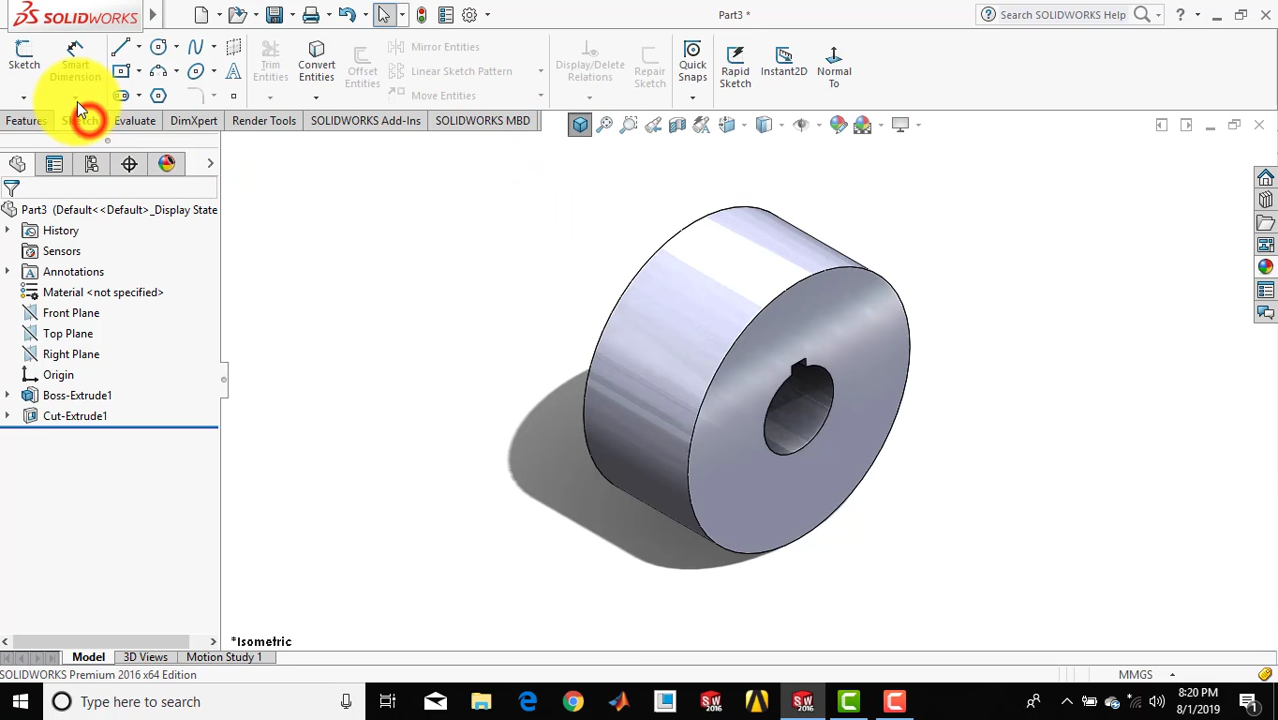 SOLIDWORKS
Part3 *
Search SOLIDWORKS Help
Sketch
Smart Dimension
Trim Entities
Convert Entities
Offset Entities
Mirror Entities
Linear Sketch Pattern
Move Entities
Display/Delete Relations
Repair Sketch
Quick Snaps
Rapid Sketch
Instant2D
Normal To
Features
Sketch
Evaluate
DimXpert
Render Tools
SOLIDWORKS Add-Ins
SOLIDWORKS MBD
Part3 (Default<<Default>_Display State
History
Sensors
Annotations
Material <not specified>
Front Plane
Top Plane
Right Plane
Origin
Boss-Extrude1
Cut-Extrude1
*Isometric
Model
3D Views
Motion Study 1
SOLIDWORKS Premium 2016 x64 Edition
MMGS
Type here to search
8:20 PM
8/1/2019